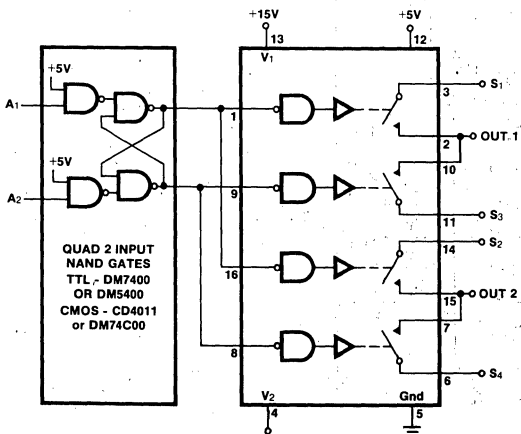 +15V
+5V
13
12
V1
+5V
A1
1
3
S1
2
OUT 1
10
+5V
A2
9
11
S3
14
S2
QUAD 2 INPUT
NAND GATES
TTL - DM7400
OR DM5400
CMOS - CD4011
or DM74C00
16
15
OUT 2
7
8
6
S4
V2
Gnd
4
5